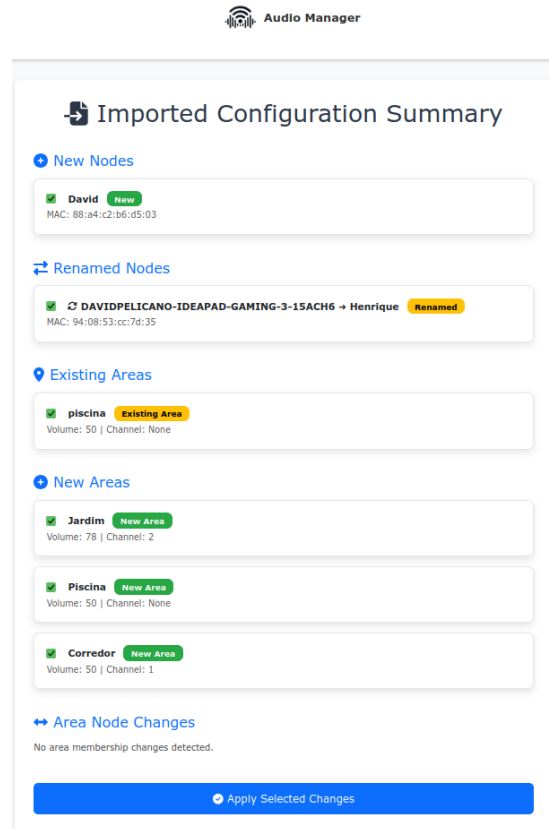 Audio Manager
Imported Configuration Summary
New Nodes
David New
MAC: 88:a4:c2:b6:d5:03
Renamed Nodes
DAVIDPELICANO-IDEAPAD-GAMING-3-15ACH6 → Henrique Renamed
MAC: 94:08:53:cc:7d:35
Existing Areas
piscina Existing Area
Volume: 50 | Channel: None
New Areas
Jardim New Area
Volume: 78 | Channel: 2
Piscina New Area
Volume: 50 | Channel: None
Corredor New Area
Volume: 50 | Channel: 1
Area Node Changes
No area membership changes detected.
Apply Selected Changes